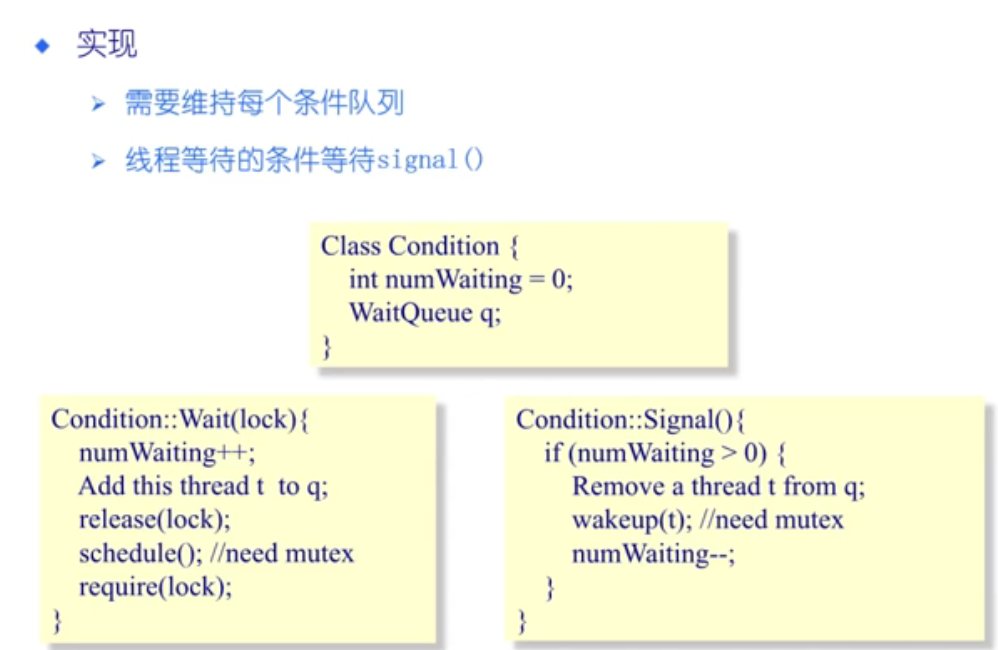 实现
需要维持每个条件队列
线程等待的条件等待signal()
Class Condition {
int numWaiting = 0;
WaitQueue q;
}
Condition::Wait(lock){
numWaiting++;
Add this thread t to q;
release(lock);
schedule(); //need mutex
require(lock);
}
Condition::Signal(){
if (numWaiting > 0) {
Remove a thread t from q;
wakeup(t); //need mutex
numWaiting--;
}
}